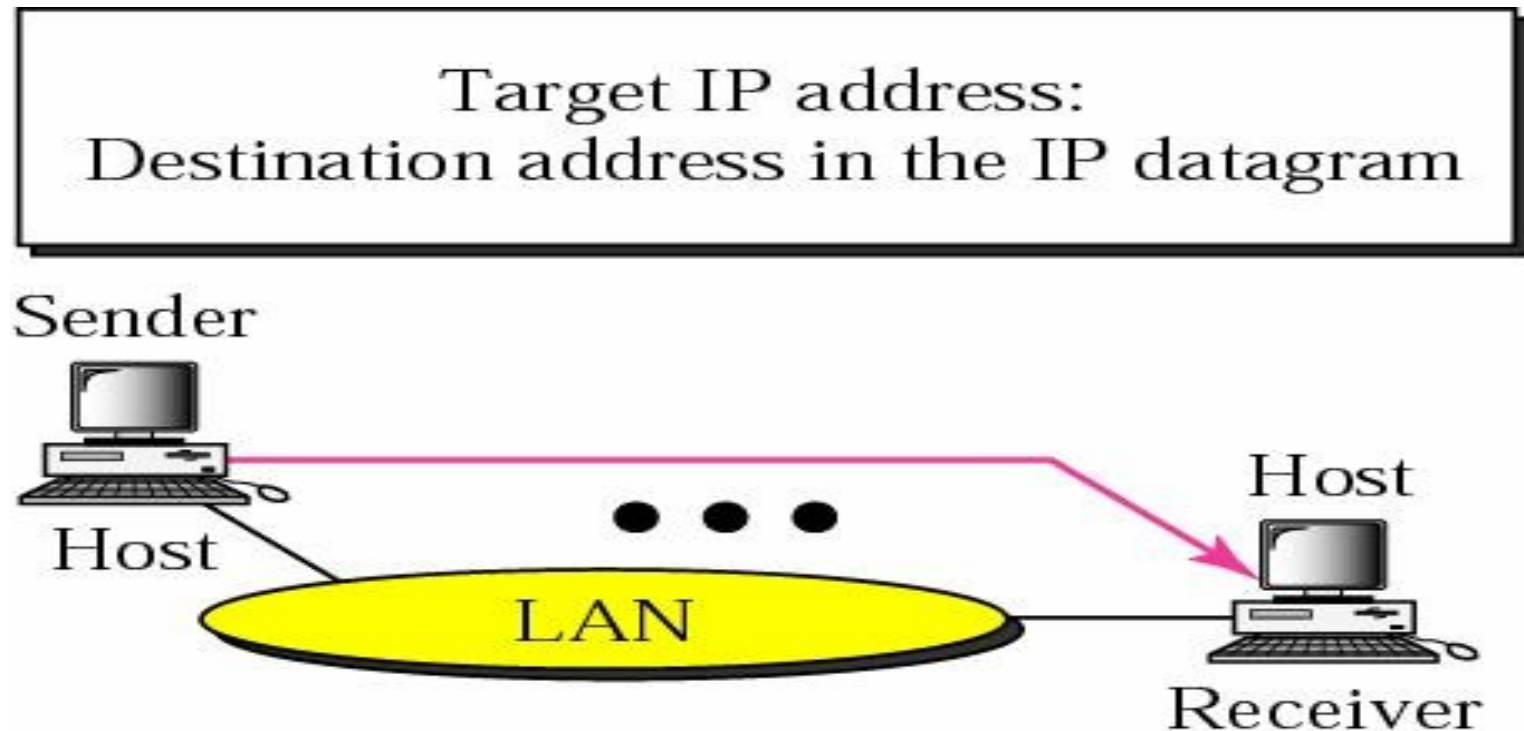 Target IP address:
Destination address in the IP datagram
Sender
Host
Host
LAN
Receiver